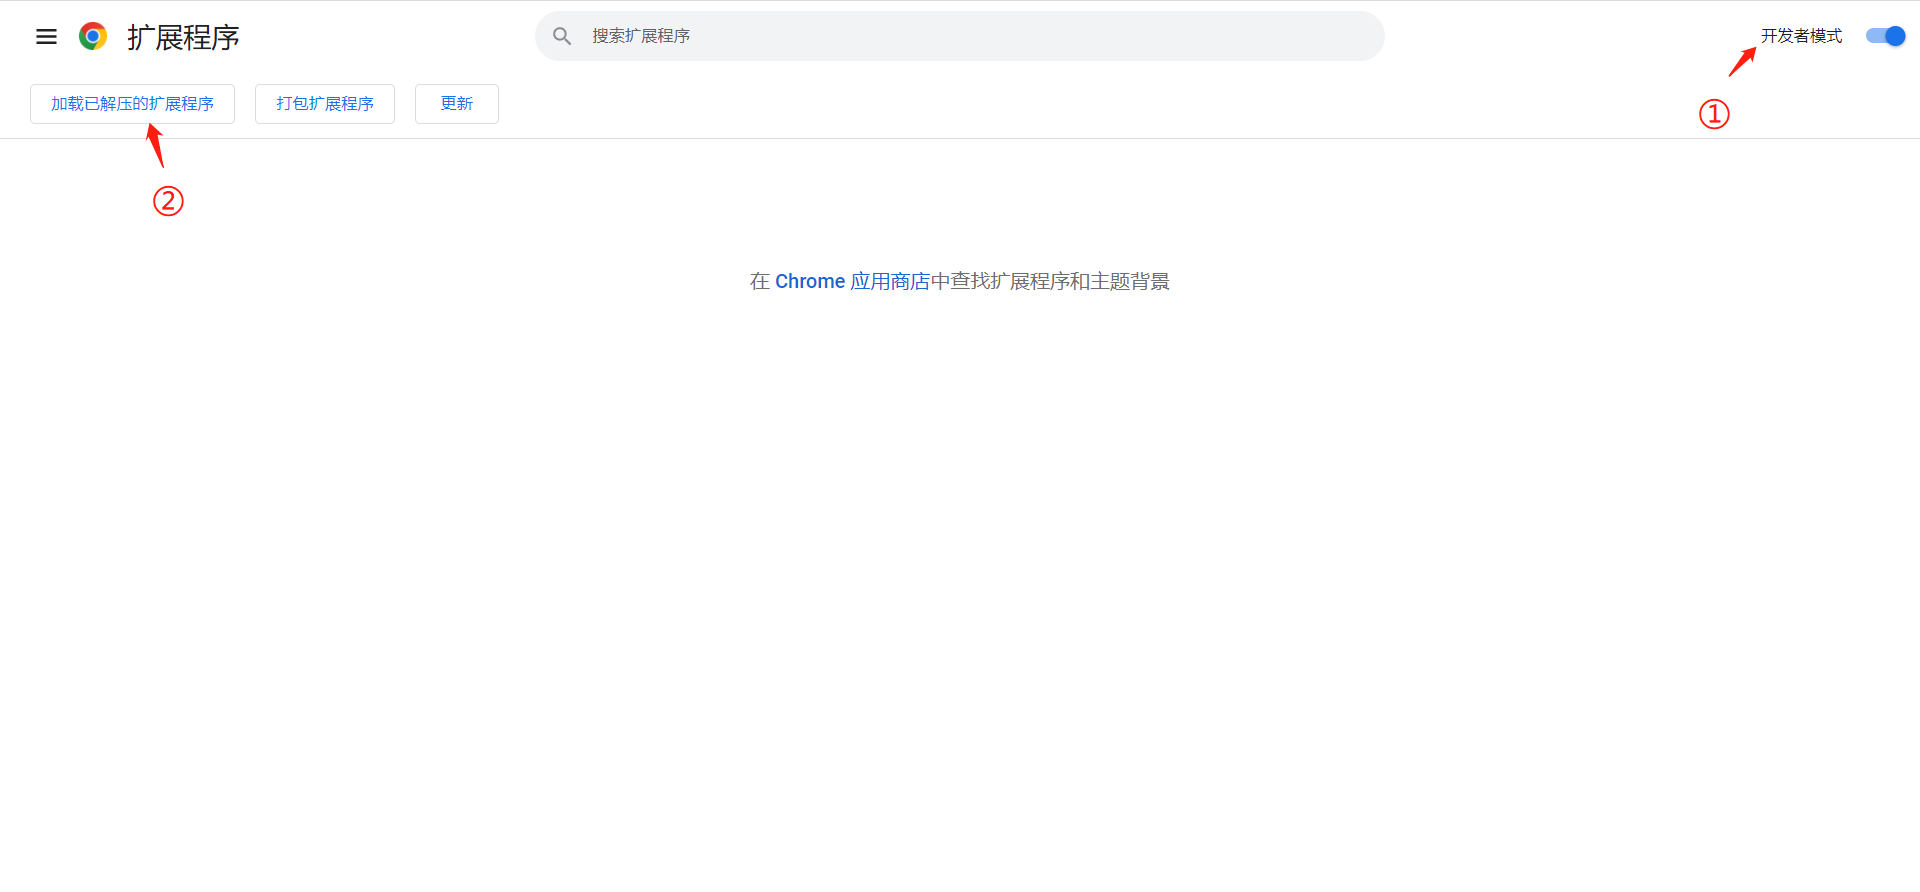 扩展程序
搜索扩展程序
开发者模式
加载已解压的扩展程序
打包扩展程序
更新
①
②
在 Chrome 应用商店中查找扩展程序和主题背景